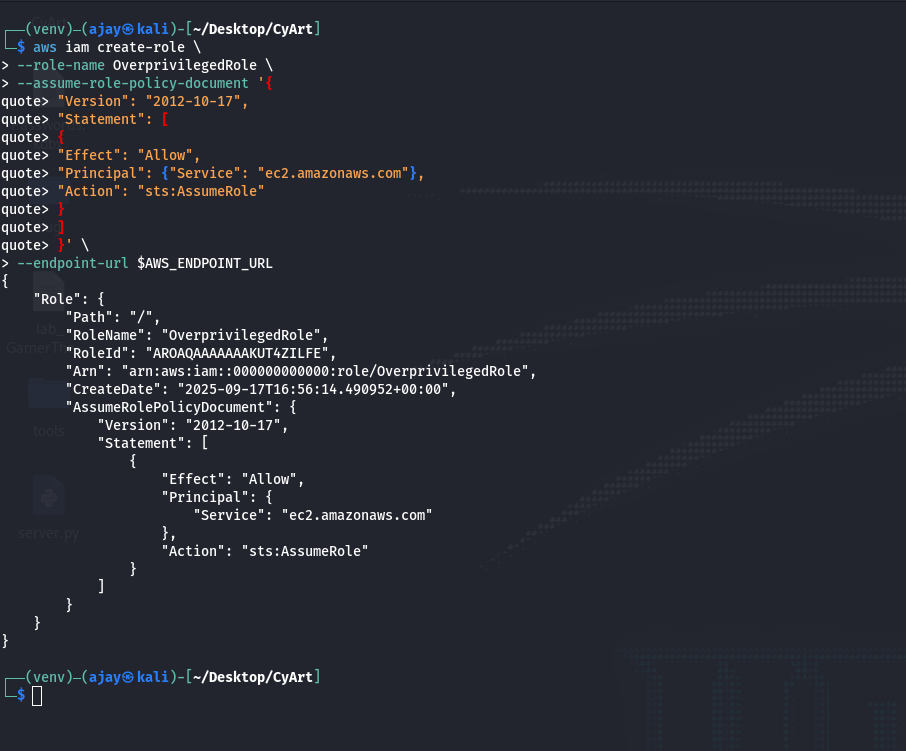 ┌──(venv)─(ajay㉿kali)-[~/Desktop/CyArt]
└─$ aws iam create-role \
> --role-name OverprivilegedRole \
> --assume-role-policy-document '{
quote> "Version": "2012-10-17",
quote> "Statement": [
quote> {
quote> "Effect": "Allow",
quote> "Principal": {"Service": "ec2.amazonaws.com"},
quote> "Action": "sts:AssumeRole"
quote> }
quote> ]
quote> }' \
> --endpoint-url $AWS_ENDPOINT_URL
{
    "Role": {
        "Path": "/",
        "RoleName": "OverprivilegedRole",
        "RoleId": "AROAQAAAAAAAKUT4ZILFE",
        "Arn": "arn:aws:iam::000000000000:role/OverprivilegedRole",
        "CreateDate": "2025-09-17T16:56:14.490952+00:00",
        "AssumeRolePolicyDocument": {
            "Version": "2012-10-17",
            "Statement": [
                {
                    "Effect": "Allow",
                    "Principal": {
                        "Service": "ec2.amazonaws.com"
                    },
                    "Action": "sts:AssumeRole"
                }
            ]
        }
    }
}
┌──(venv)─(ajay㉿kali)-[~/Desktop/CyArt]
└─$
lab_
tools
server.py